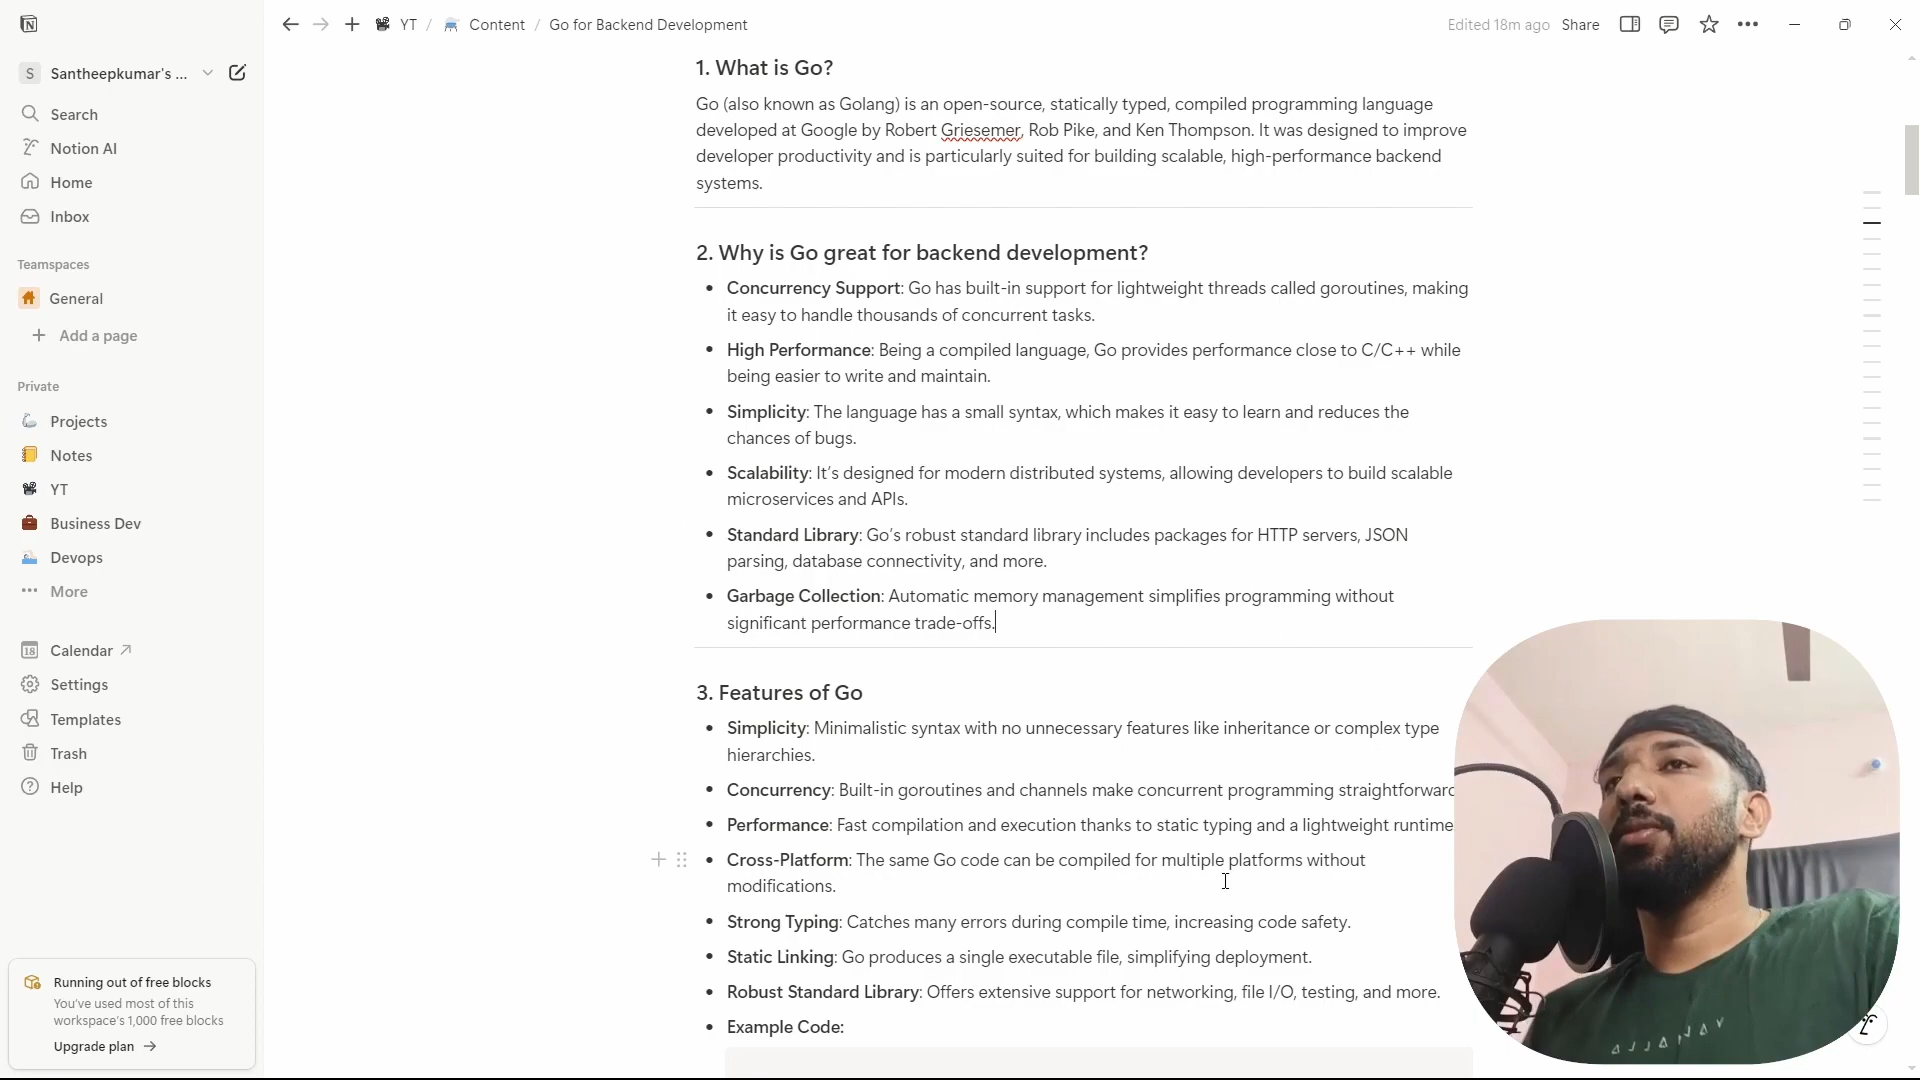 YT / Content / Go for Backend Development
Edited 18m ago Share
S Santheepkumar's ...
Search
Notion AI
Home
Inbox
Teamspaces
General
Add a page
Private
Projects
Notes
YT
Business Dev
Devops
More
18 Calendar
Settings
Templates
Trash
Help
Running out of free blocks
You've used most of this
workspace's 1,000 free blocks
Upgrade plan
1. What is Go?
Go (also known as Golang) is an open-source, statically typed, compiled programming language
developed at Google by Robert Griesemer, Rob Pike, and Ken Thompson. It was designed to improve
developer productivity and is particularly suited for building scalable, high-performance backend
systems.
2. Why is Go great for backend development?
• Concurrency Support: Go has built-in support for lightweight threads called goroutines, making
it easy to handle thousands of concurrent tasks.
• High Performance: Being a compiled language, Go provides performance close to C/C++ while
being easier to write and maintain.
• Simplicity: The language has a small syntax, which makes it easy to learn and reduces the
chances of bugs.
• Scalability: It's designed for modern distributed systems, allowing developers to build scalable
microservices and APIs.
• Standard Library: Go's robust standard library includes packages for HTTP servers, JSON
parsing, database connectivity, and more.
• Garbage Collection: Automatic memory management simplifies programming without
significant performance trade-offs.
3. Features of Go
• Simplicity: Minimalistic syntax with no unnecessary features like inheritance or complex type
hierarchies.
• Concurrency: Built-in goroutines and channels make concurrent programming straightforward
• Performance: Fast compilation and execution thanks to static typing and a lightweight runtime
• Cross-Platform: The same Go code can be compiled for multiple platforms without
modifications.
• Strong Typing: Catches many errors during compile time, increasing code safety.
• Static Linking: Go produces a single executable file, simplifying deployment.
• Robust Standard Library: Offers extensive support for networking, file I/O, testing, and more.
• Example Code: